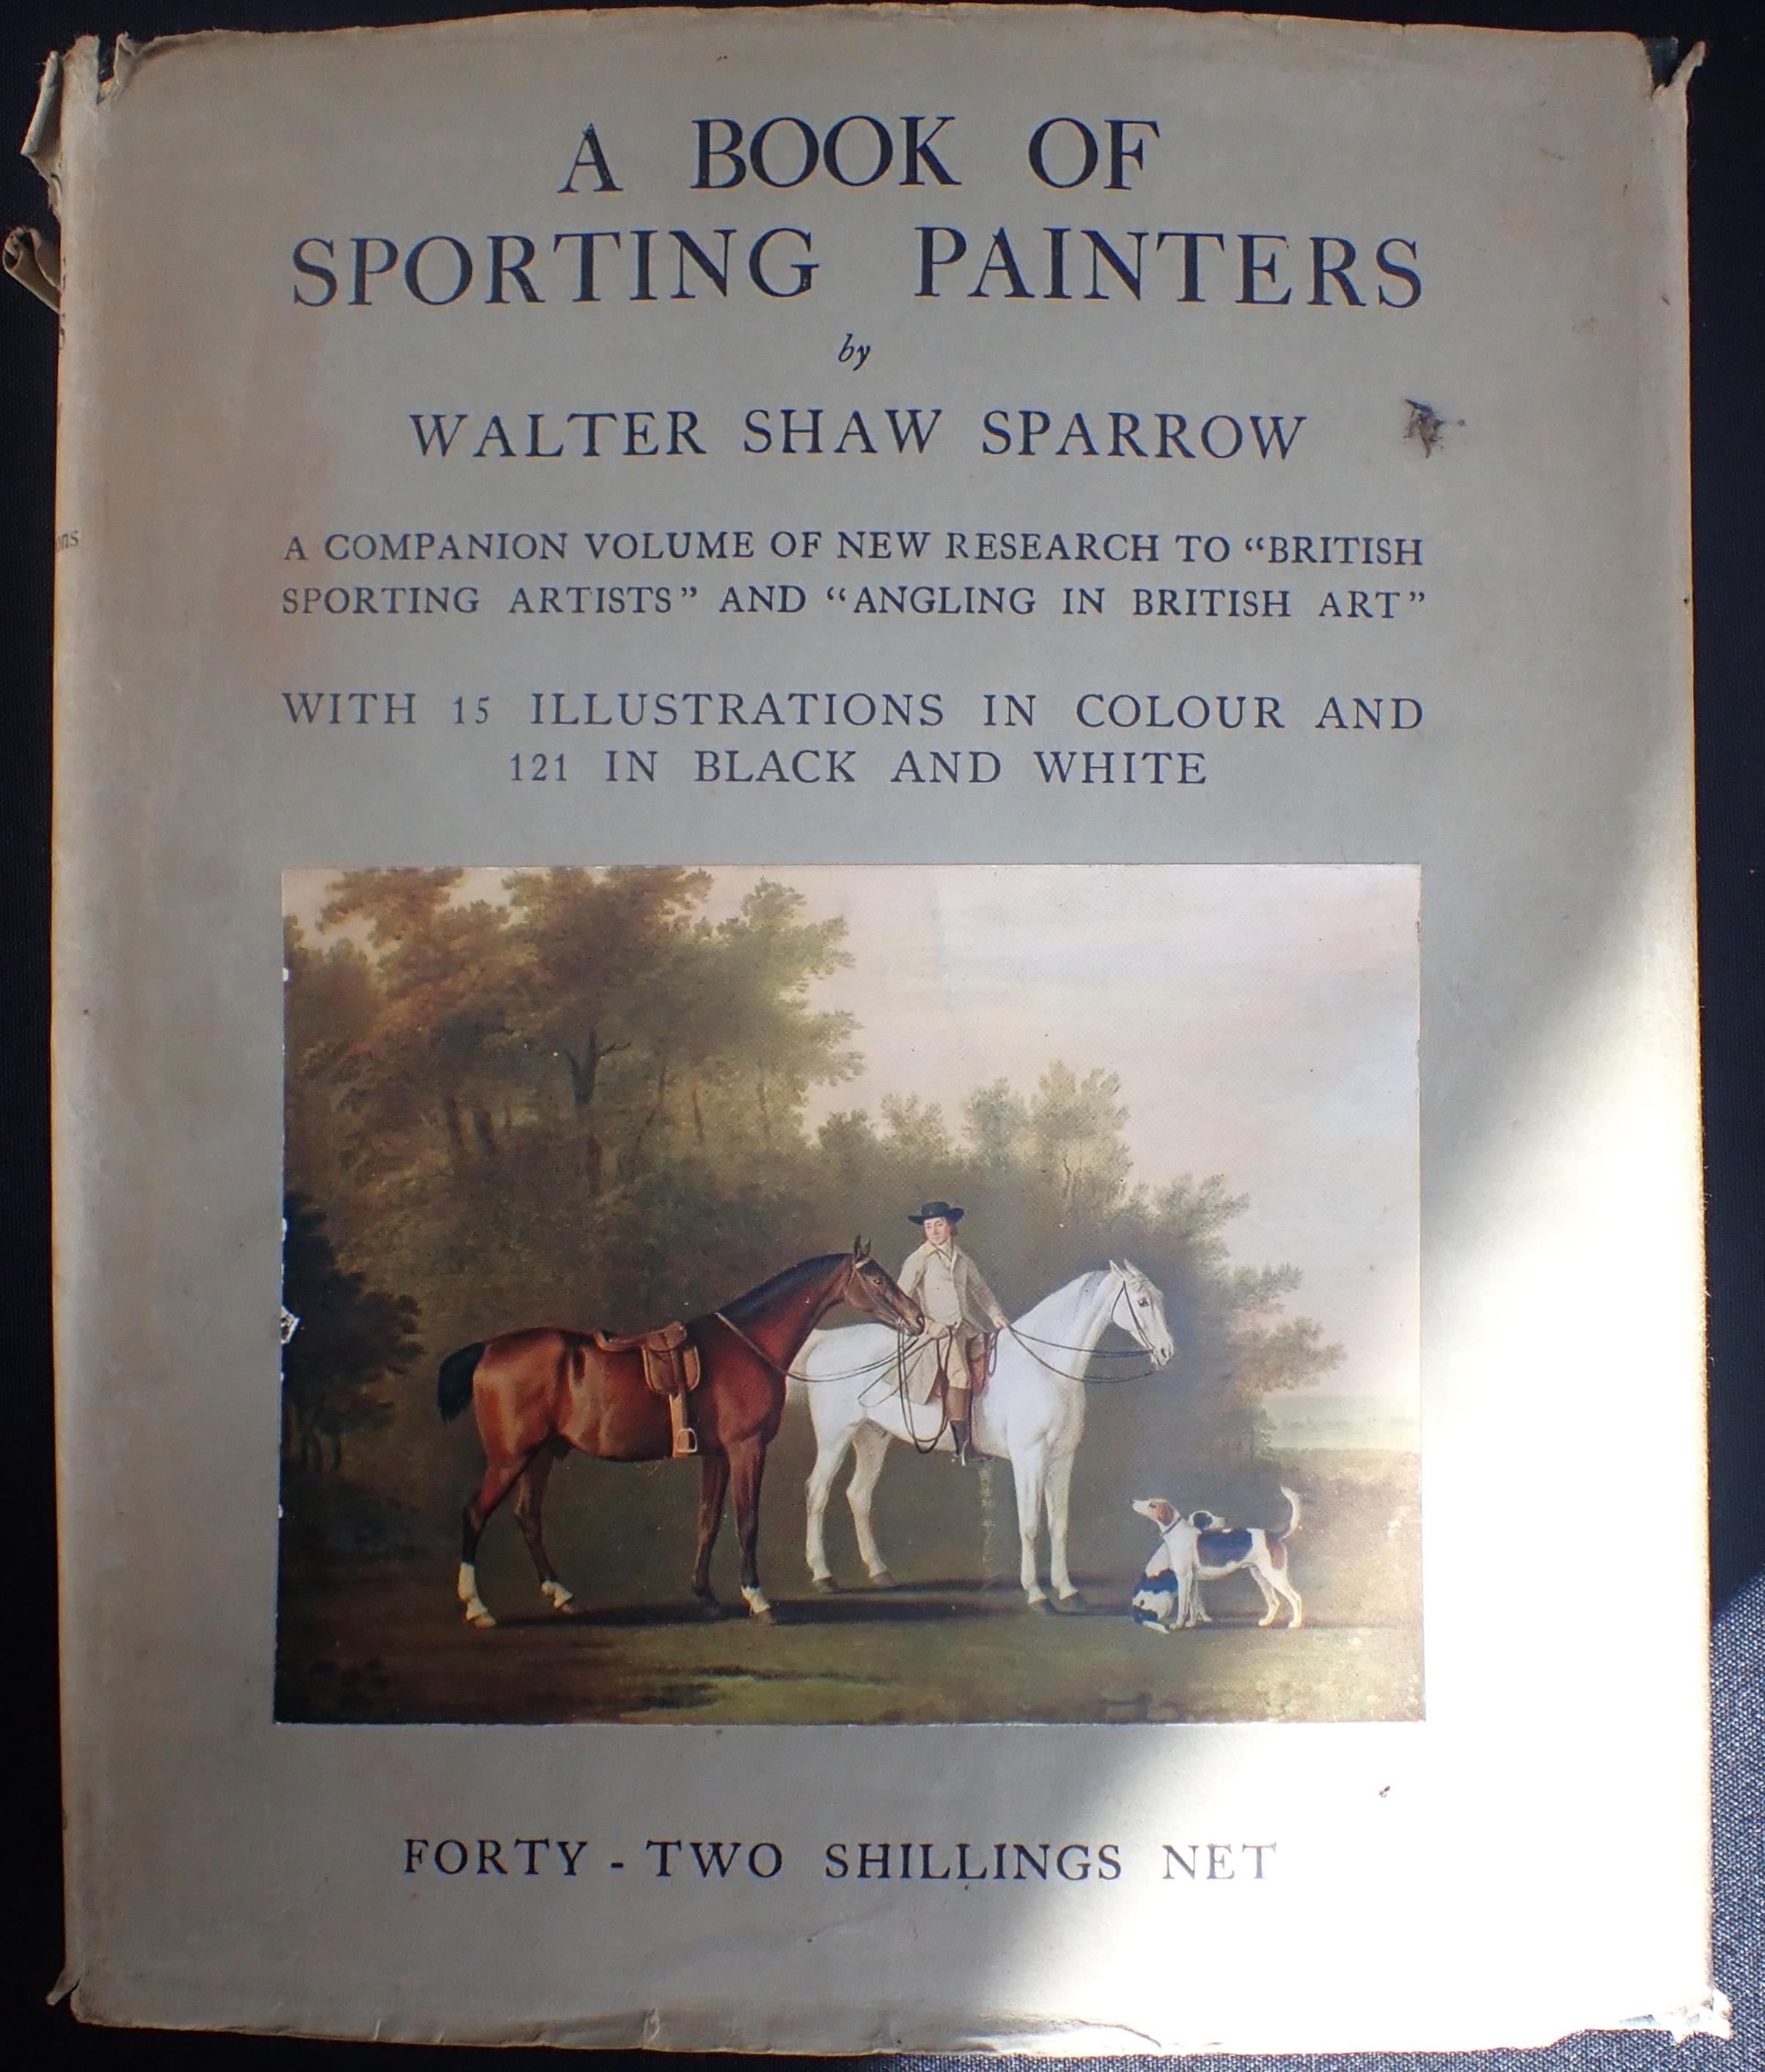 A BOOK OF
SPORTING PAINTERS
by
WALTER SHAW SPARROW
A COMPANION VOLUME OF NEW RESEARCH TO “BRITISH
SPORTING ARTISTS” AND “ANGLING IN BRITISH ART”
WITH 15 ILLUSTRATIONS IN COLOUR AND
121 IN BLACK AND WHITE
FORTY - TWO SHILLINGS NET